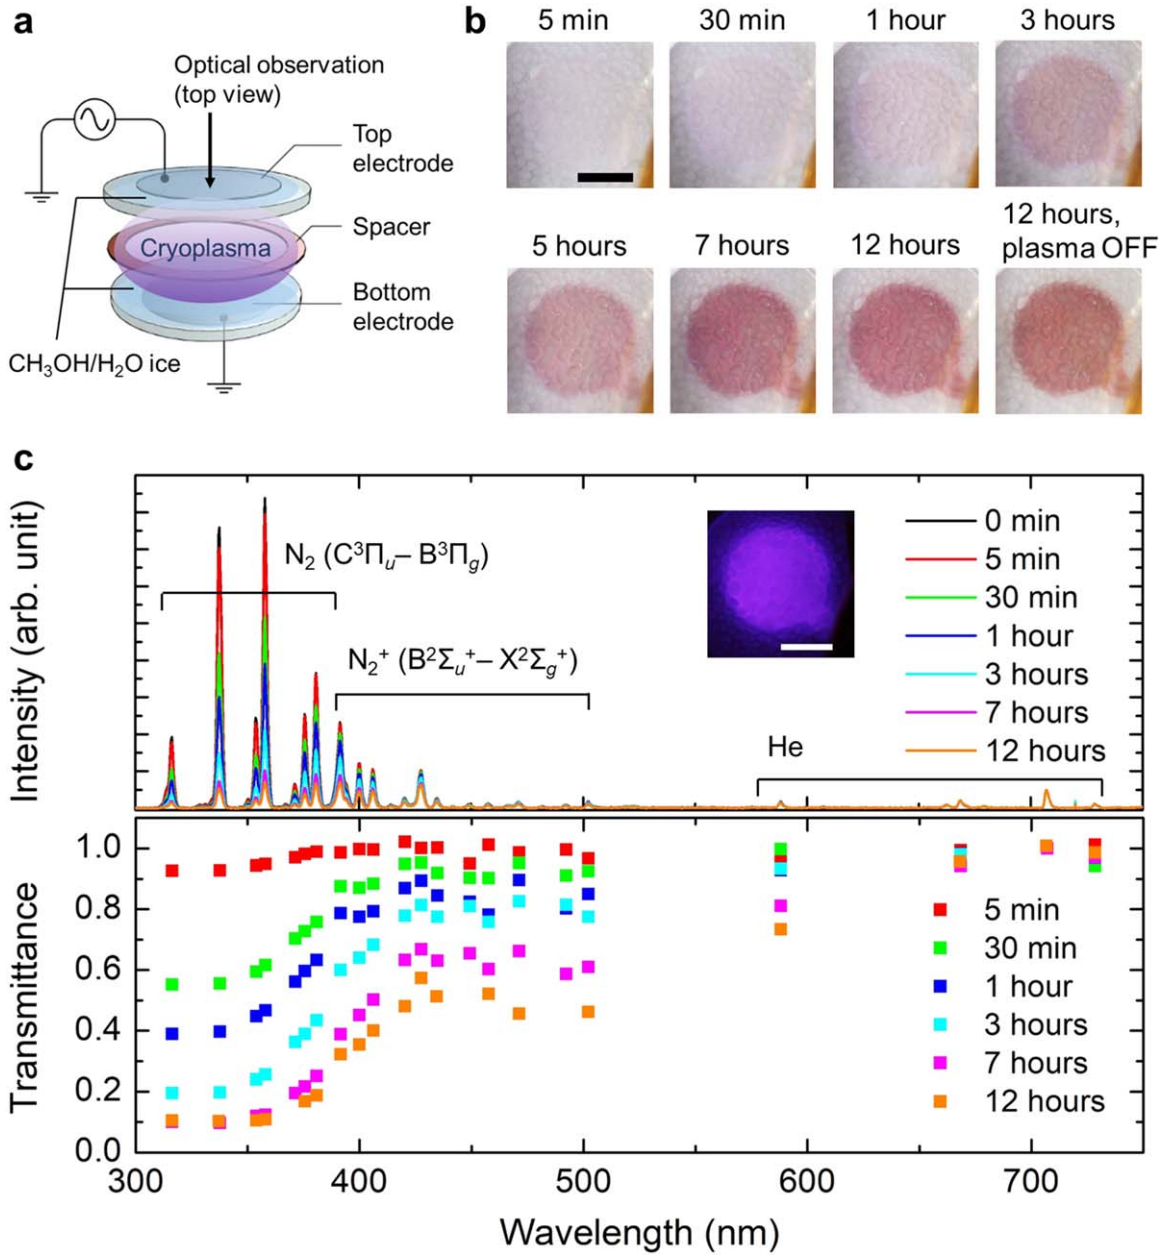 a
Optical observation
(top view)
Top
electrode
Spacer
Cryoplasma
Bottom
electrode
CH₃OH/H₂O ice
b
5 min
30 min
1 hour
3 hours
5 hours
7 hours
12 hours
12 hours,
plasma OFF
c
Intensity (arb. unit)
N₂ (C³Πᵤ– B³Π_g)
N₂⁺ (B²Σᵤ⁺– X²Σ_g⁺)
He
0 min
5 min
30 min
1 hour
3 hours
7 hours
12 hours
Transmittance
1.0
0.8
0.6
0.4
0.2
0.0
5 min
30 min
1 hour
3 hours
7 hours
12 hours
300
400
500
600
700
Wavelength (nm)